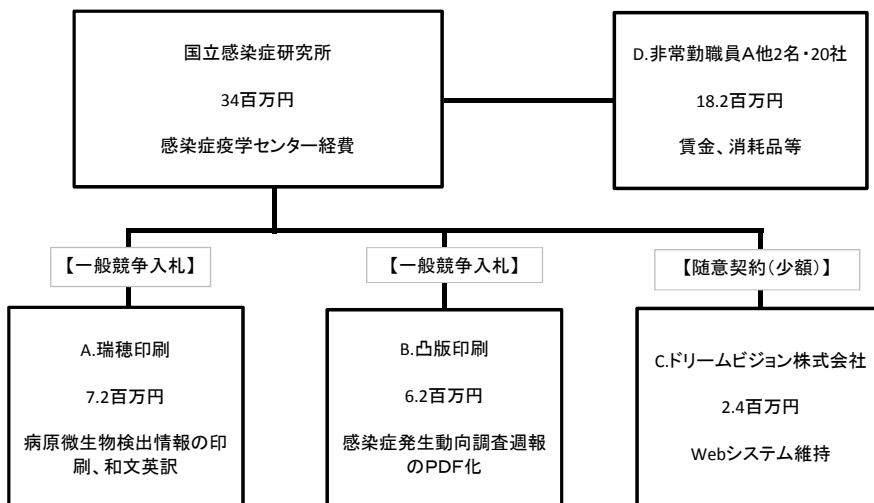 国立感染症研究所
34百万円
感染症疫学センター経費
D.非常勤職員A他2名・20社
18.2百万円
賃金、消耗品等
【一般競争入札】
【一般競争入札】
【随意契約(少額)】
A.瑞穂印刷
7.2百万円
病原微生物検出情報の印
刷、和文英訳
B.凸版印刷
6.2百万円
感染症発生動向調査週報
のPDF化
C.ドリームビジョン株式会社
2.4百万円
Webシステム維持